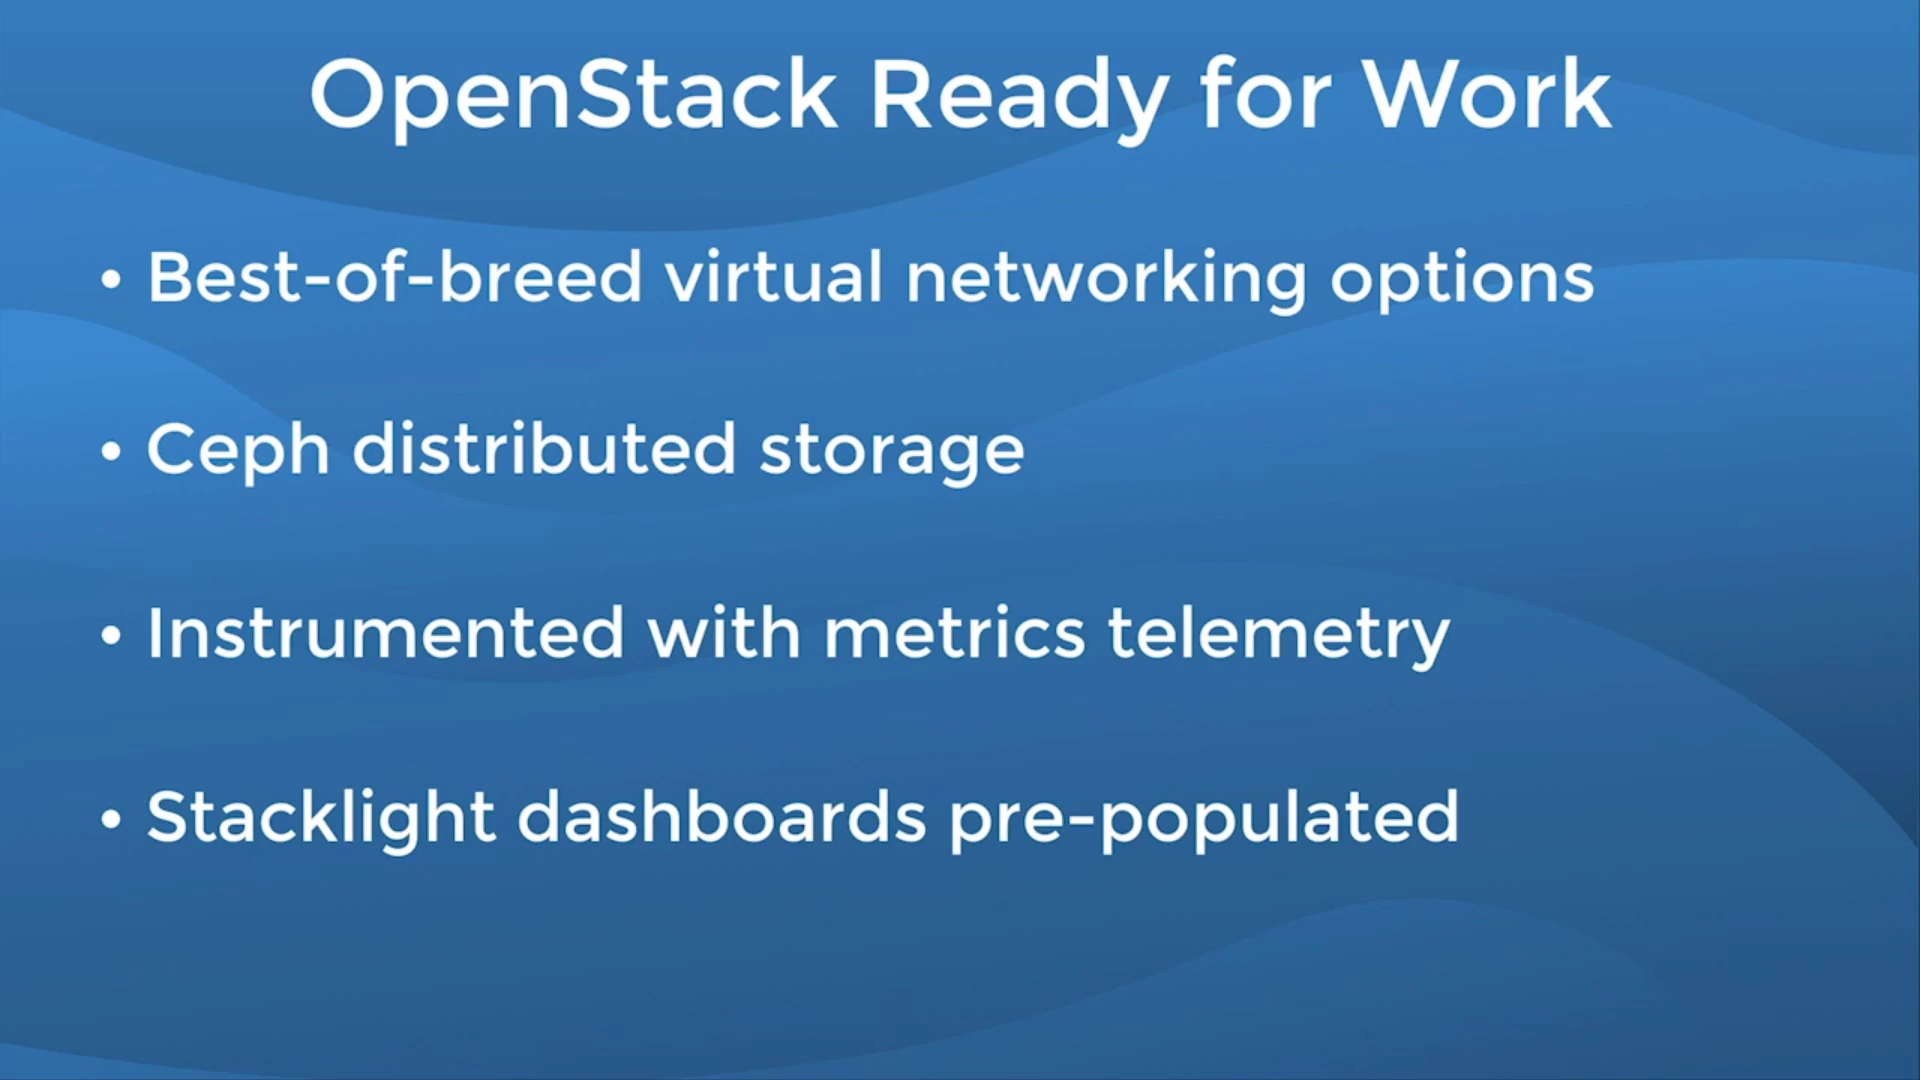 OpenStack Ready for Work
• Best-of-breed virtual networking options
• Ceph distributed storage
• Instrumented with metrics telemetry
• Stacklight dashboards pre-populated